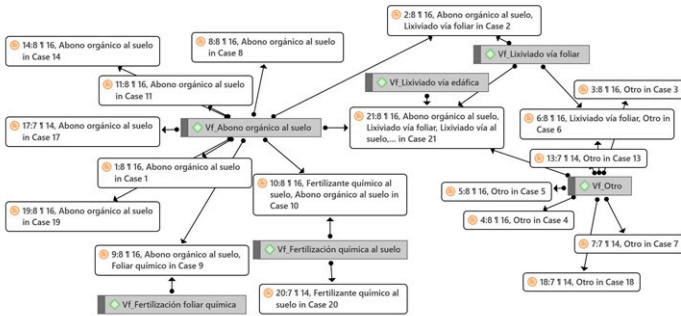 2:8 ¶ 16, Abono orgánico al suelo,
Lixiviado vía foliar in Case 2
14:8 ¶ 16, Abono orgánico al suelo
in Case 14
8:8 ¶ 16, Abono orgánico al suelo
in Case 8
Vf_Lixiviado vía foliar
11:8 ¶ 16, Abono orgánico al suelo
in Case 11
Vf_Lixiviado vía edáfica
3:8 ¶ 16, Otro in Case 3
17:7 ¶ 14, Abono orgánico al suelo
in Case 17
Vf_Abono orgánico al suelo
21:8 ¶ 16, Abono orgánico al suelo,
Lixiviado vía foliar, Lixiviado vía al
suelo,... in Case 21
6:8 ¶ 16, Lixiviado vía foliar, Otro in
Case 6
13:7 ¶ 14, Otro in Case 13
1:8 ¶ 16, Abono orgánico al suelo
in Case 1
10:8 ¶ 16, Fertilizante químico al
suelo, Abono orgánico al suelo in
Case 10
5:8 ¶ 16, Otro in Case 5
Vf_Otro
19:8 ¶ 16, Abono orgánico al suelo
in Case 19
4:8 ¶ 16, Otro in Case 4
9:8 ¶ 16, Abono orgánico al suelo,
Foliar químico in Case 9
Vf_Fertilización química al suelo
7:7 ¶ 14, Otro in Case 7
18:7 ¶ 14, Otro in Case 18
Vf_Fertilización foliar química
20:7 ¶ 14, Fertilizante químico al
suelo in Case 20